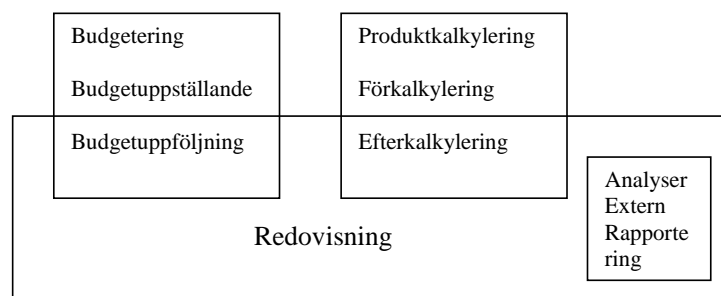 Budgetering
Budgetuppställande
Budgetuppföljning
Produktkalkylering
Förkalkylering
Efterkalkylering
Analyser
Extern
Rapporte
ring
Redovisning